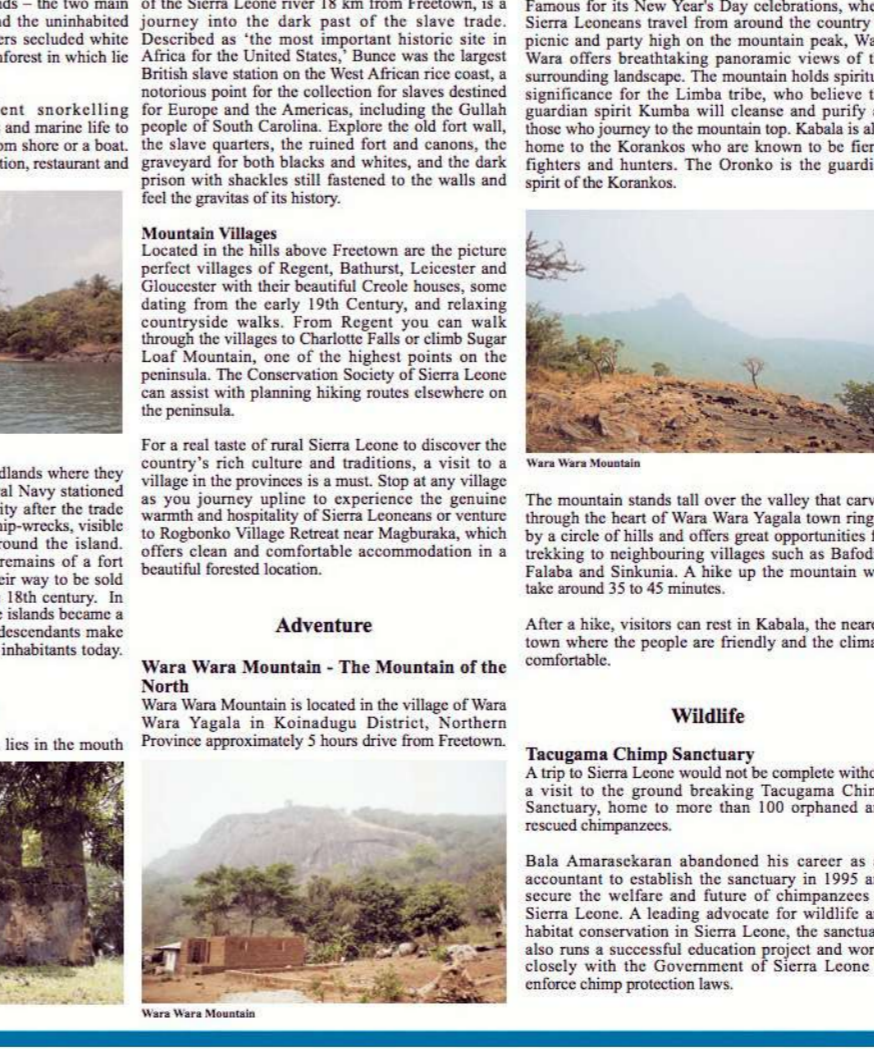 nds – the two main
nd the uninhabited
ers secluded white
nforest in which lie
ent snorkelling
and marine life to
om shore or a boat.
tion, restaurant and
dlands where they
al Navy stationed
ity after the trade
hip-wrecks, visible
round the island.
remains of a fort
eir way to be sold
18th century. In
e islands became a
descendants make
inhabitants today.
lies in the mouth
of the Sierra Leone river 18 km from Freetown, is a
journey into the dark past of the slave trade.
Described as ‘the most important historic site in
Africa for the United States,’ Bunce was the largest
British slave station on the West African rice coast, a
notorious point for the collection for slaves destined
for Europe and the Americas, including the Gullah
people of South Carolina. Explore the old fort wall,
the slave quarters, the ruined fort and canons, the
graveyard for both blacks and whites, and the dark
prison with shackles still fastened to the walls and
feel the gravitas of its history.
Mountain Villages
Located in the hills above Freetown are the picture
perfect villages of Regent, Bathurst, Leicester and
Gloucester with their beautiful Creole houses, some
dating from the early 19th Century, and relaxing
countryside walks. From Regent you can walk
through the villages to Charlotte Falls or climb Sugar
Loaf Mountain, one of the highest points on the
peninsula. The Conservation Society of Sierra Leone
can assist with planning hiking routes elsewhere on
the peninsula.
For a real taste of rural Sierra Leone to discover the
country’s rich culture and traditions, a visit to a
village in the provinces is a must. Stop at any village
as you journey upline to experience the genuine
warmth and hospitality of Sierra Leoneans or venture
to Rogbonko Village Retreat near Magburaka, which
offers clean and comfortable accommodation in a
beautiful forested location.
Adventure
Wara Wara Mountain - The Mountain of the
North
Wara Wara Mountain is located in the village of Wara
Wara Yagala in Koinadugu District, Northern
Province approximately 5 hours drive from Freetown.
Wara Wara Mountain
Famous for its New Year's Day celebrations, whe
Sierra Leoneans travel from around the country
picnic and party high on the mountain peak, Wa
Wara offers breathtaking panoramic views of t
surrounding landscape. The mountain holds spiritu
significance for the Limba tribe, who believe t
guardian spirit Kumba will cleanse and purify a
those who journey to the mountain top. Kabala is al
home to the Korankos who are known to be fier
fighters and hunters. The Oronko is the guardi
spirit of the Korankos.
Wara Wara Mountain
The mountain stands tall over the valley that carv
through the heart of Wara Wara Yagala town ring
by a circle of hills and offers great opportunities f
trekking to neighbouring villages such as Bafod
Falaba and Sinkunia. A hike up the mountain w
take around 35 to 45 minutes.
After a hike, visitors can rest in Kabala, the neare
town where the people are friendly and the clima
comfortable.
Wildlife
Tacugama Chimp Sanctuary
A trip to Sierra Leone would not be complete witho
a visit to the ground breaking Tacugama Chim
Sanctuary, home to more than 100 orphaned an
rescued chimpanzees.
Bala Amarasekaran abandoned his career as a
accountant to establish the sanctuary in 1995 an
secure the welfare and future of chimpanzees
Sierra Leone. A leading advocate for wildlife an
habitat conservation in Sierra Leone, the sanctua
also runs a successful education project and wor
closely with the Government of Sierra Leone
enforce chimp protection laws.